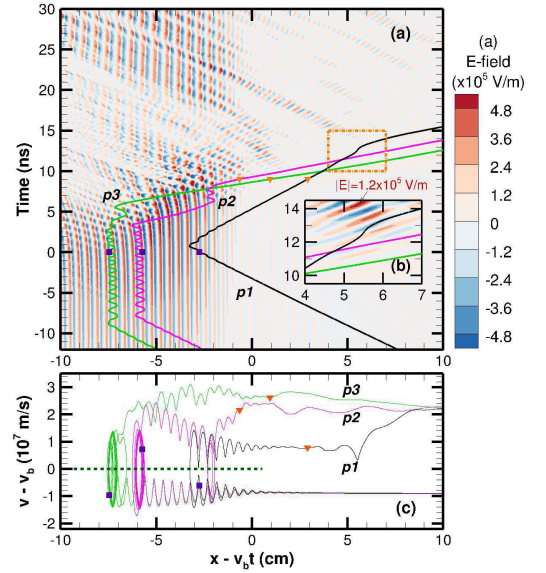 30
25
20
15
10
5
0
-5
-10
Time (ns)
(a)
p3
p2
p1
|E|=1.2x10⁵ V/m
14
12
10
4 5 6 7
(b)
-10 -5 0 5 10
(a)
E-field
(x10⁵ V/m)
4.8
3.6
2.4
1.2
0
-1.2
-2.4
-3.6
-4.8
3
2
1
0
-1
-2
v - v_b (10⁷ m/s)
p3
p2
p1
(c)
-10 -5 0 5 10
x - v_bt (cm)